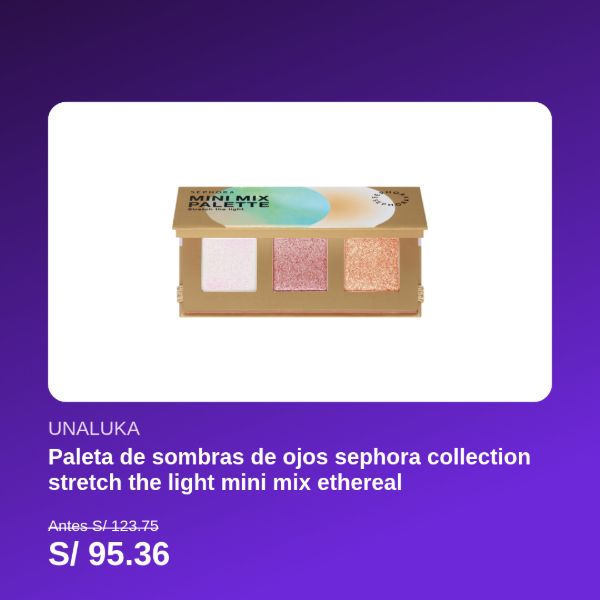 SEPHORA
MINI MIX
PALETTE
Stretch the light
UNALUKA
Paleta de sombras de ojos sephora collection
stretch the light mini mix ethereal
Antes S/ 123.75
S/ 95.36